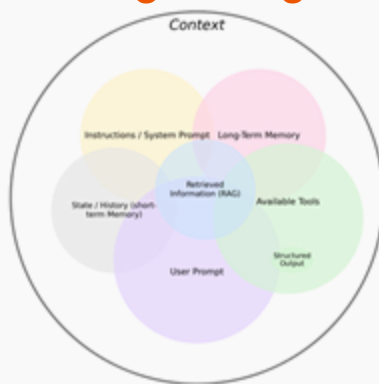 Context
Instructions / System Prompt
Long-Term Memory
Retrieved
Information (RAG)
State / History (short-
term Memory)
Available Tools
Structured
Output
User Prompt